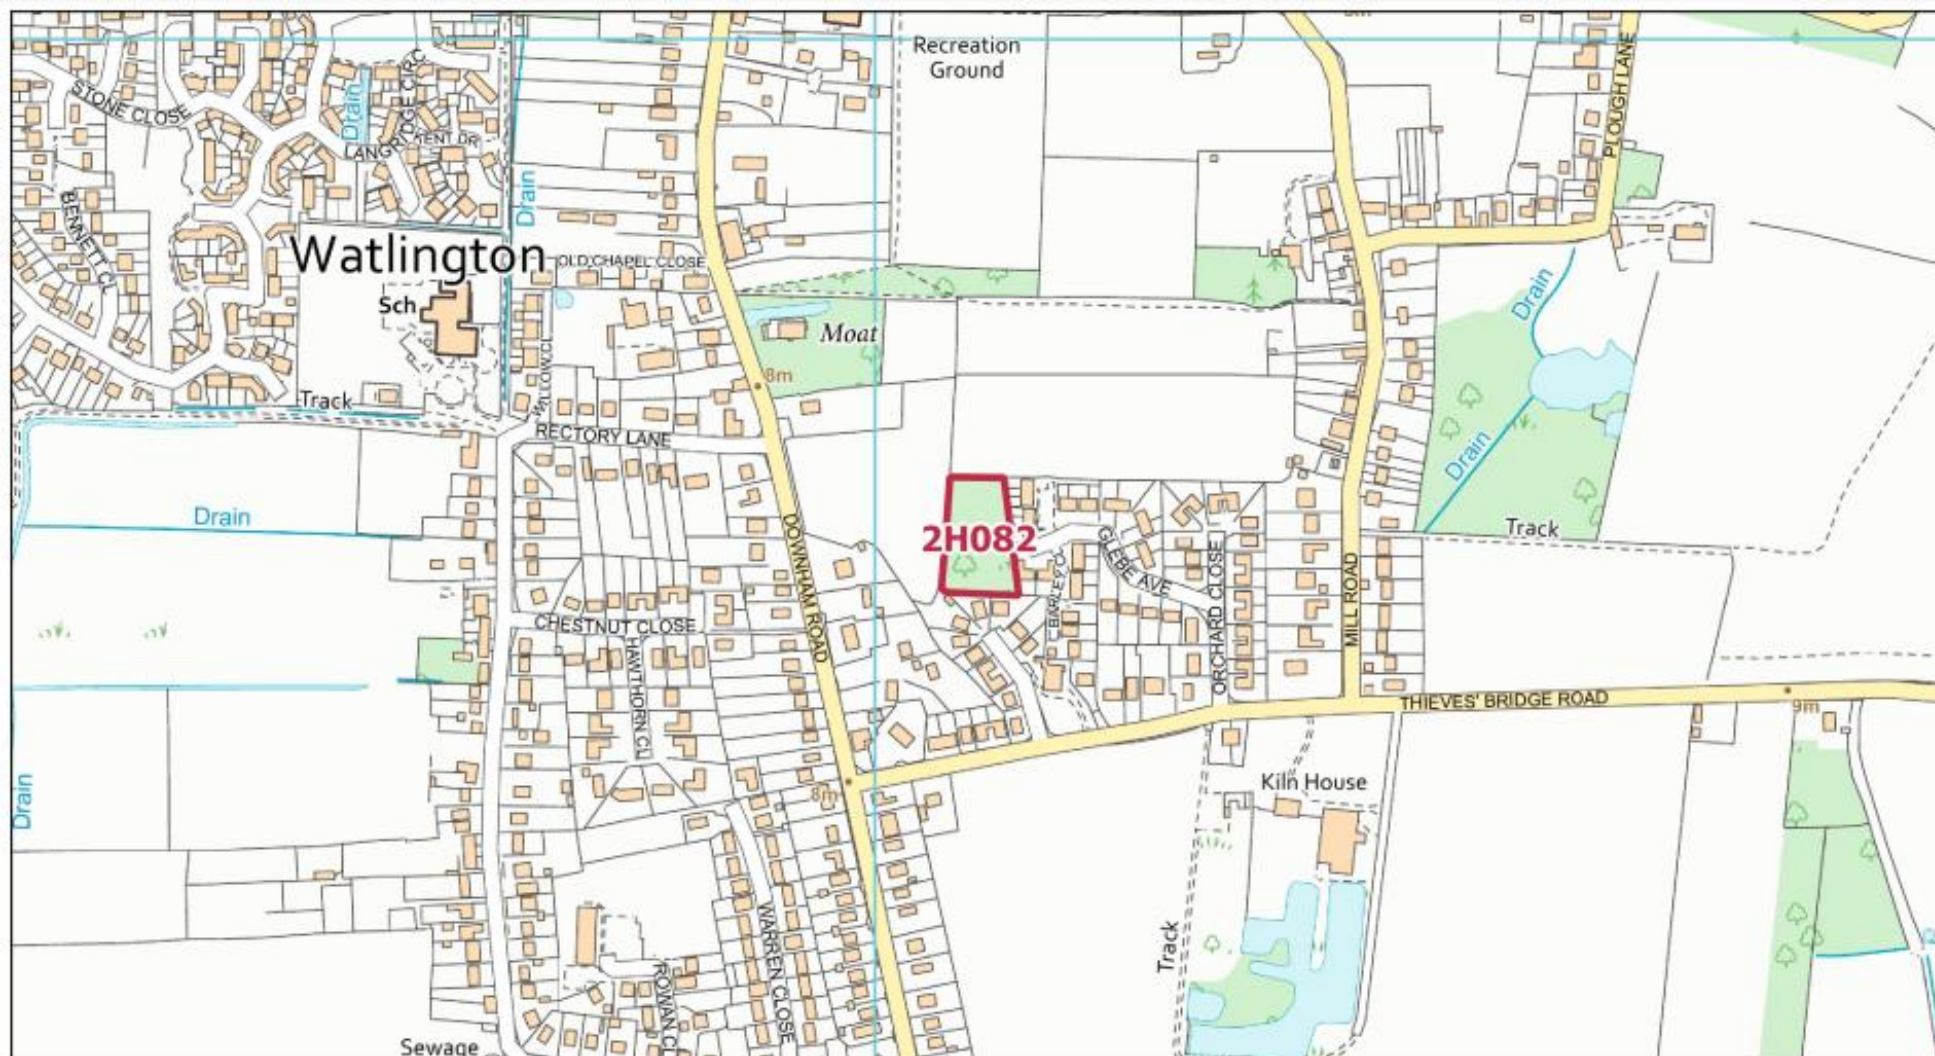 Recreation
Ground
STONE CLOSE
Drain
LANGRIDGE CIRC
KENT DR
PLOUGH LANE
Drain
BENNETT CL
Watlington
OLD CHAPEL CLOSE
Sch
Moat
Drain
8m
WILLOW CL
Track
RECTORY LANE
Drain
Drain
Track
2H082
DOWNHAM ROAD
GLEBE AVE
BARLEY CL
ORCHARD CLOSE
MILL ROAD
CHESTNUT CLOSE
HAWTHORN CL
THIEVES' BRIDGE ROAD
9m
Drain
8m
Kiln House
Track
WARREN CLOSE
ROWAN CL
Sewage